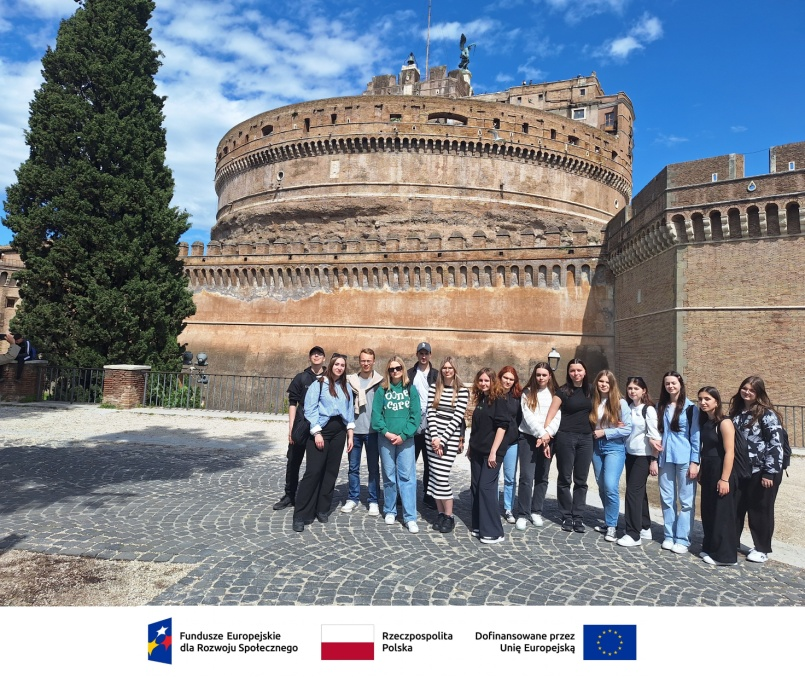 Fundusze Europejskie
dla Rozwoju Społecznego
Rzeczpospolita
Polska
Dofinansowane przez
Unię Europejską